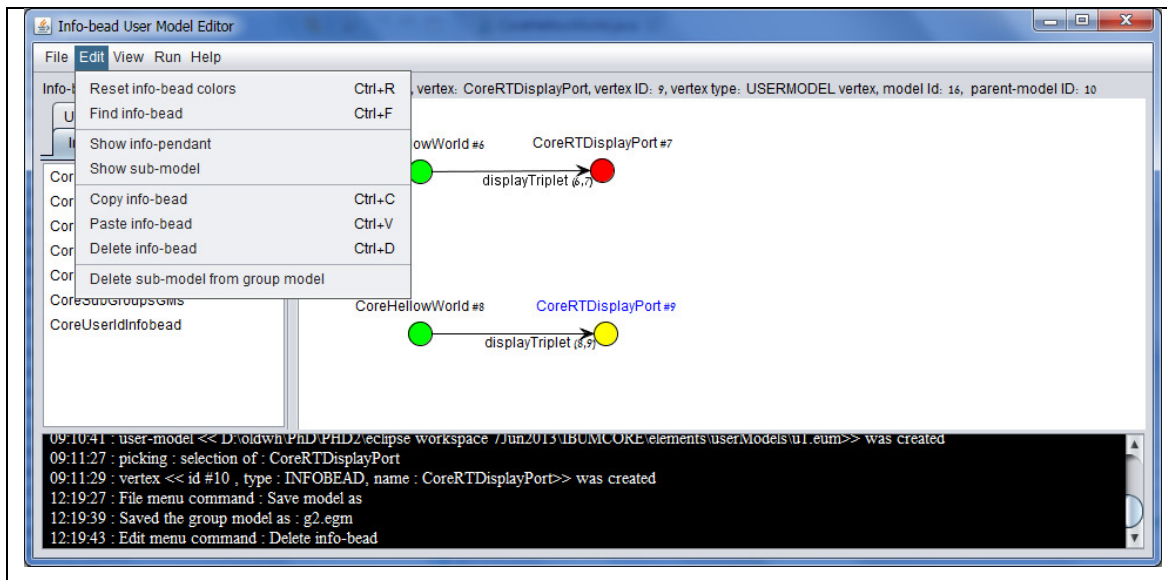 Info-bead User Model Editor
File Edit View Run Help
Info-b , vertex: CoreRTDisplayPort, vertex ID: 9, vertex type: USERMODEL vertex, model Id: 16, parent-model ID: 10
Reset info-bead colors Ctrl+R
U
Find info-bead Ctrl+F
Show info-pendant
owWorld #6 CoreRTDisplayPort #7
Show sub-model
Cor
displayTriplet (6,7)
Cor Copy info-bead Ctrl+C
Cor Paste info-bead Ctrl+V
Cor Delete info-bead Ctrl+D
Cor Delete sub-model from group model
CoreSubGroupsGMs
CoreHellowWorld #8 CoreRTDisplayPort #9
CoreUserIdInfobead
displayTriplet (8,9)
09:10:41 : user-model << D:\oldwh\PhD\PHD2\eclipse workspace 7Jun2013\IBUMCORE\elements\userModels\u1.eum>> was created
09:11:27 : picking : selection of : CoreRTDisplayPort
09:11:29 : vertex << id #10 , type : INFOBEAD, name : CoreRTDisplayPort>> was created
12:19:27 : File menu command : Save model as
12:19:39 : Saved the group model as : g2.egm
12:19:43 : Edit menu command : Delete info-bead